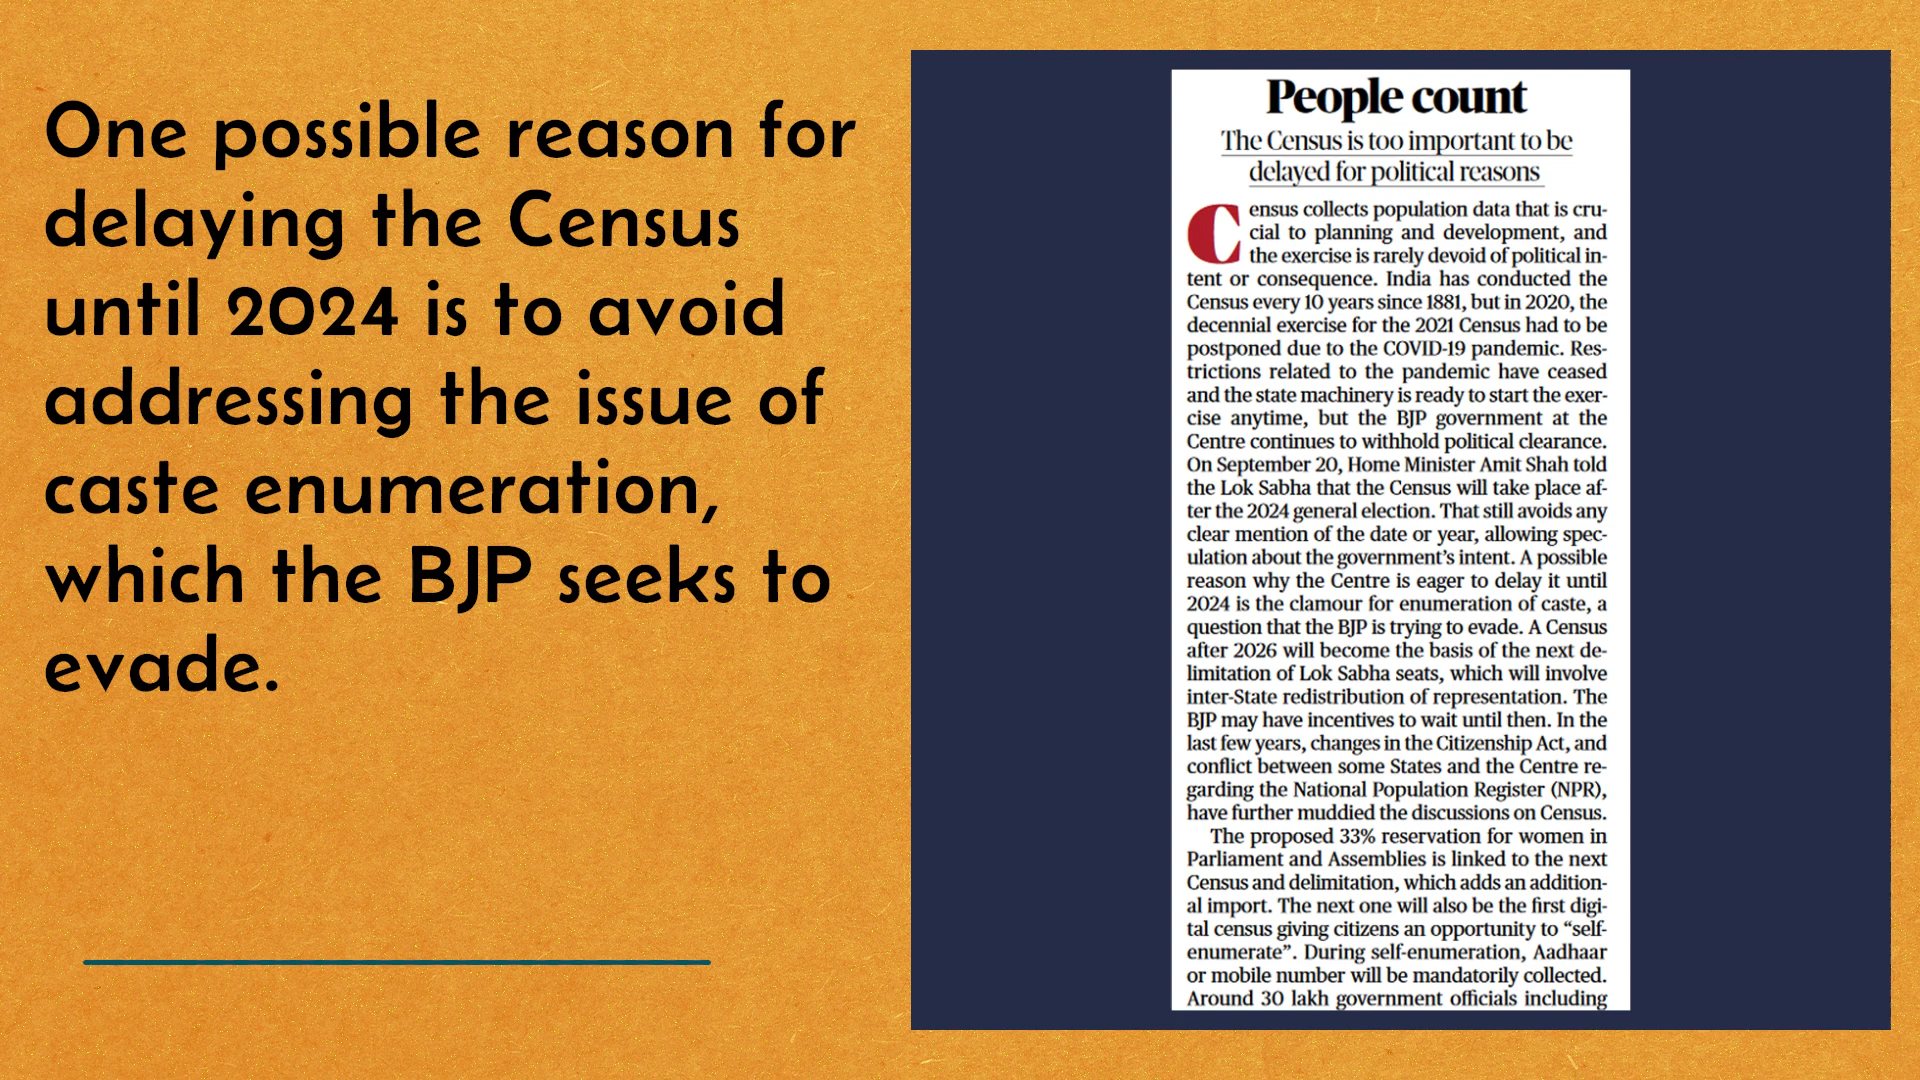 One possible reason for
delaying the Census
until 2024 is to avoid
addressing the issue of
caste enumeration,
which the BJP seeks to
evade.
People count
The Census is too important to be
delayed for political reasons
Census collects population data that is cru-
cial to planning and development, and
the exercise is rarely devoid of political in-
tent or consequence. India has conducted the
Census every 10 years since 1881, but in 2020, the
decennial exercise for the 2021 Census had to be
postponed due to the COVID-19 pandemic. Res-
trictions related to the pandemic have ceased
and the state machinery is ready to start the exer-
cise anytime, but the BJP government at the
Centre continues to withhold political clearance.
On September 20, Home Minister Amit Shah told
the Lok Sabha that the Census will take place af-
ter the 2024 general election. That still avoids any
clear mention of the date or year, allowing spec-
ulation about the government's intent. A possible
reason why the Centre is eager to delay it until
2024 is the clamour for enumeration of caste, a
question that the BJP is trying to evade. A Census
after 2026 will become the basis of the next de-
limitation of Lok Sabha seats, which will involve
inter-State redistribution of representation. The
BJP may have incentives to wait until then. In the
last few years, changes in the Citizenship Act, and
conflict between some States and the Centre re-
garding the National Population Register (NPR),
have further muddied the discussions on Census.
The proposed 33% reservation for women in
Parliament and Assemblies is linked to the next
Census and delimitation, which adds an addition-
al import. The next one will also be the first digi-
tal census giving citizens an opportunity to “self-
enumerate”. During self-enumeration, Aadhaar
or mobile number will be mandatorily collected.
Around 30 lakh government officials including